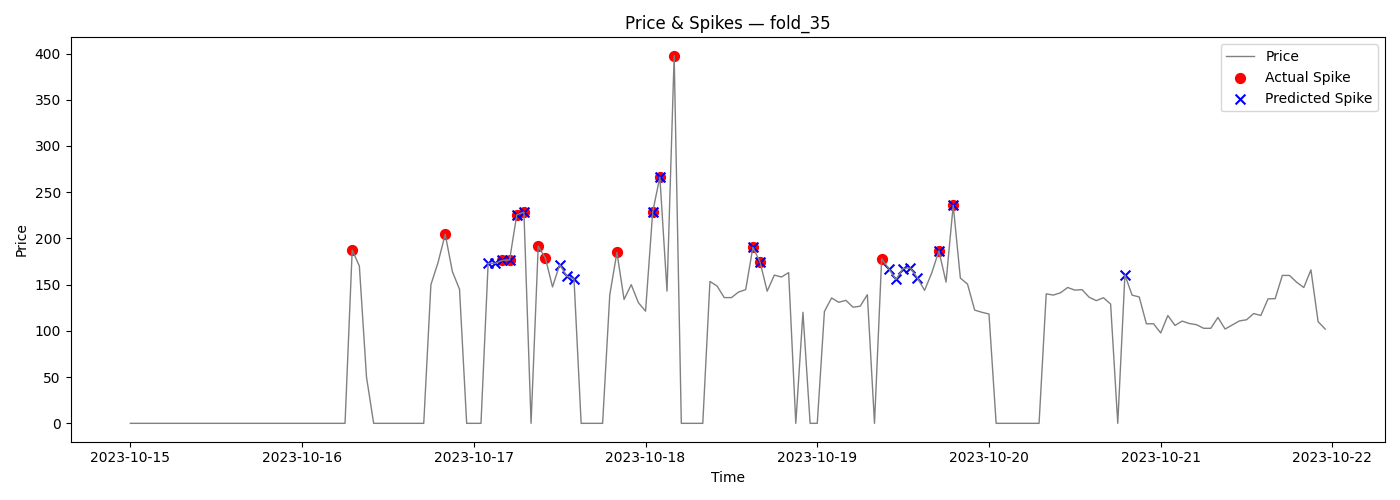 Price & Spikes — fold_35
Price
Actual Spike
Predicted Spike
400
350
300
250
200
150
100
50
0
Price
2023-10-15
2023-10-16
2023-10-17
2023-10-18
2023-10-19
2023-10-20
2023-10-21
2023-10-22
Time